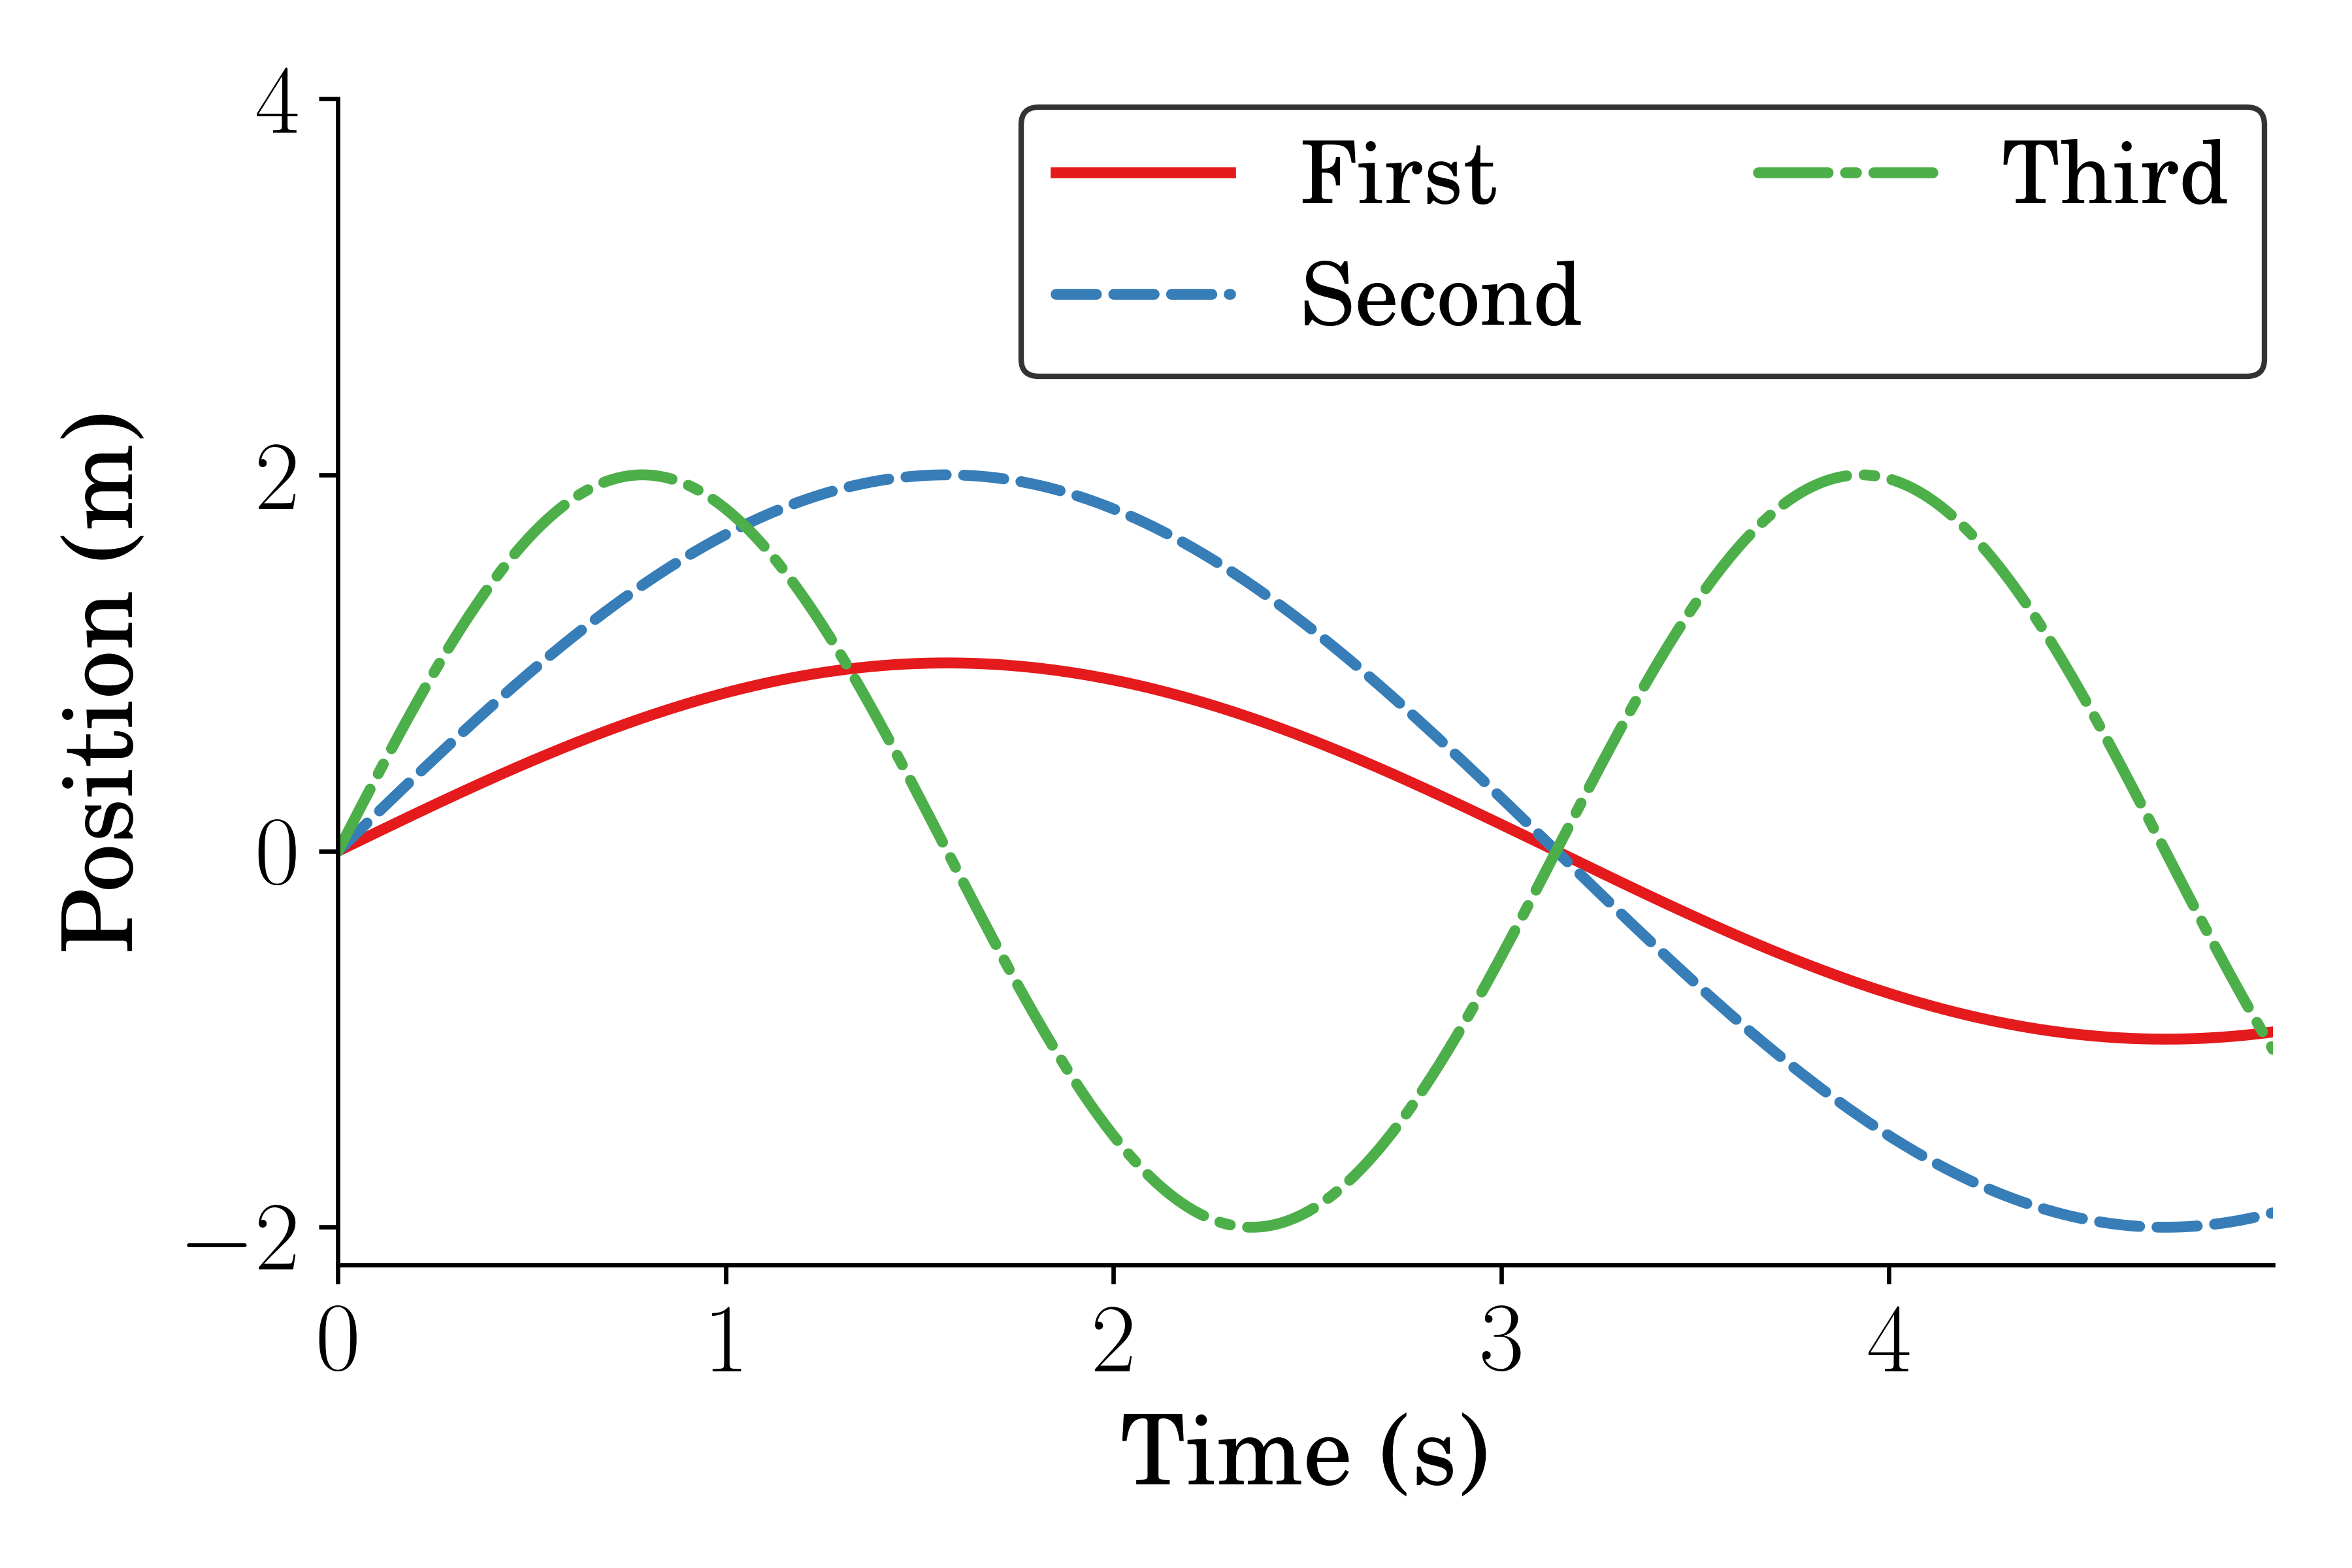 4
2
0
−2
Position (m)
First
Second
Third
0 1 2 3 4
Time (s)